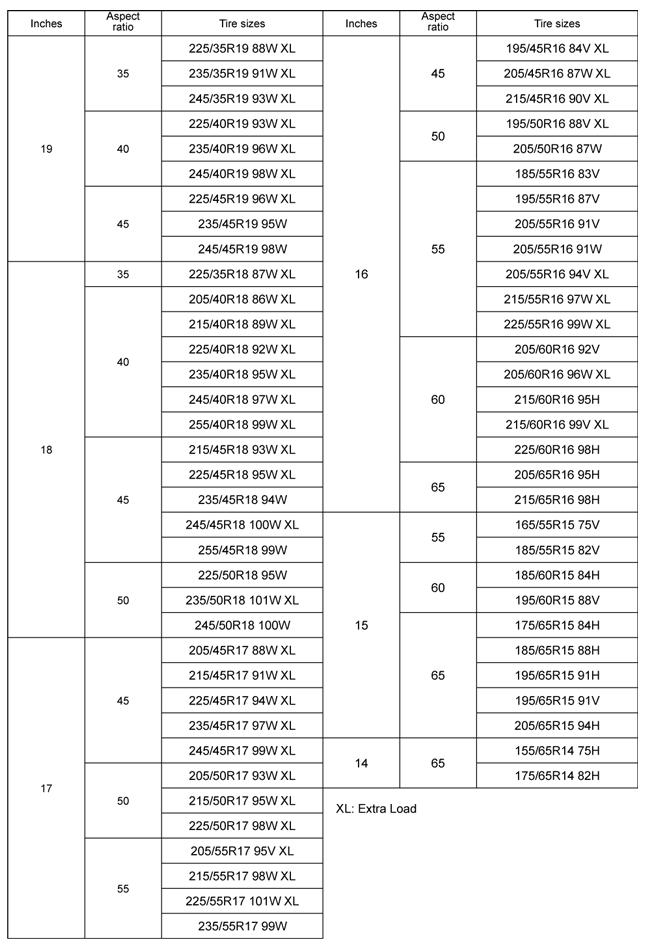 Inches Aspect ratio Tire sizes
19
35
225/35R19 88W XL
235/35R19 91W XL
245/35R19 93W XL
40
225/40R19 93W XL
235/40R19 96W XL
245/40R19 98W XL
45
225/45R19 96W XL
235/45R19 95W
245/45R19 98W
18
35
225/35R18 87W XL
40
205/40R18 86W XL
215/40R18 89W XL
225/40R18 92W XL
235/40R18 95W XL
245/40R18 97W XL
255/40R18 99W XL
45
215/45R18 93W XL
225/45R18 95W XL
235/45R18 94W
245/45R18 100W XL
255/45R18 99W
50
225/50R18 95W
235/50R18 101W XL
245/50R18 100W
17
45
205/45R17 88W XL
215/45R17 91W XL
225/45R17 94W XL
235/45R17 97W XL
245/45R17 99W XL
50
205/50R17 93W XL
215/50R17 95W XL
225/50R17 98W XL
55
205/55R17 95V XL
215/55R17 98W XL
225/55R17 101W XL
235/55R17 99W
Inches Aspect ratio Tire sizes
16
45
195/45R16 84V XL
205/45R16 87W XL
215/45R16 90V XL
50
195/50R16 88V XL
205/50R16 87W
55
185/55R16 83V
195/55R16 87V
205/55R16 91V
205/55R16 91W
205/55R16 94V XL
215/55R16 97W XL
225/55R16 99W XL
60
205/60R16 92V
205/60R16 96W XL
215/60R16 95H
215/60R16 99V XL
225/60R16 98H
65
205/65R16 95H
215/65R16 98H
15
55
165/55R15 75V
185/55R15 82V
60
185/60R15 84H
195/60R15 88V
65
175/65R15 84H
185/65R15 88H
195/65R15 91H
195/65R15 91V
205/65R15 94H
14
65
155/65R14 75H
175/65R14 82H
XL: Extra Load